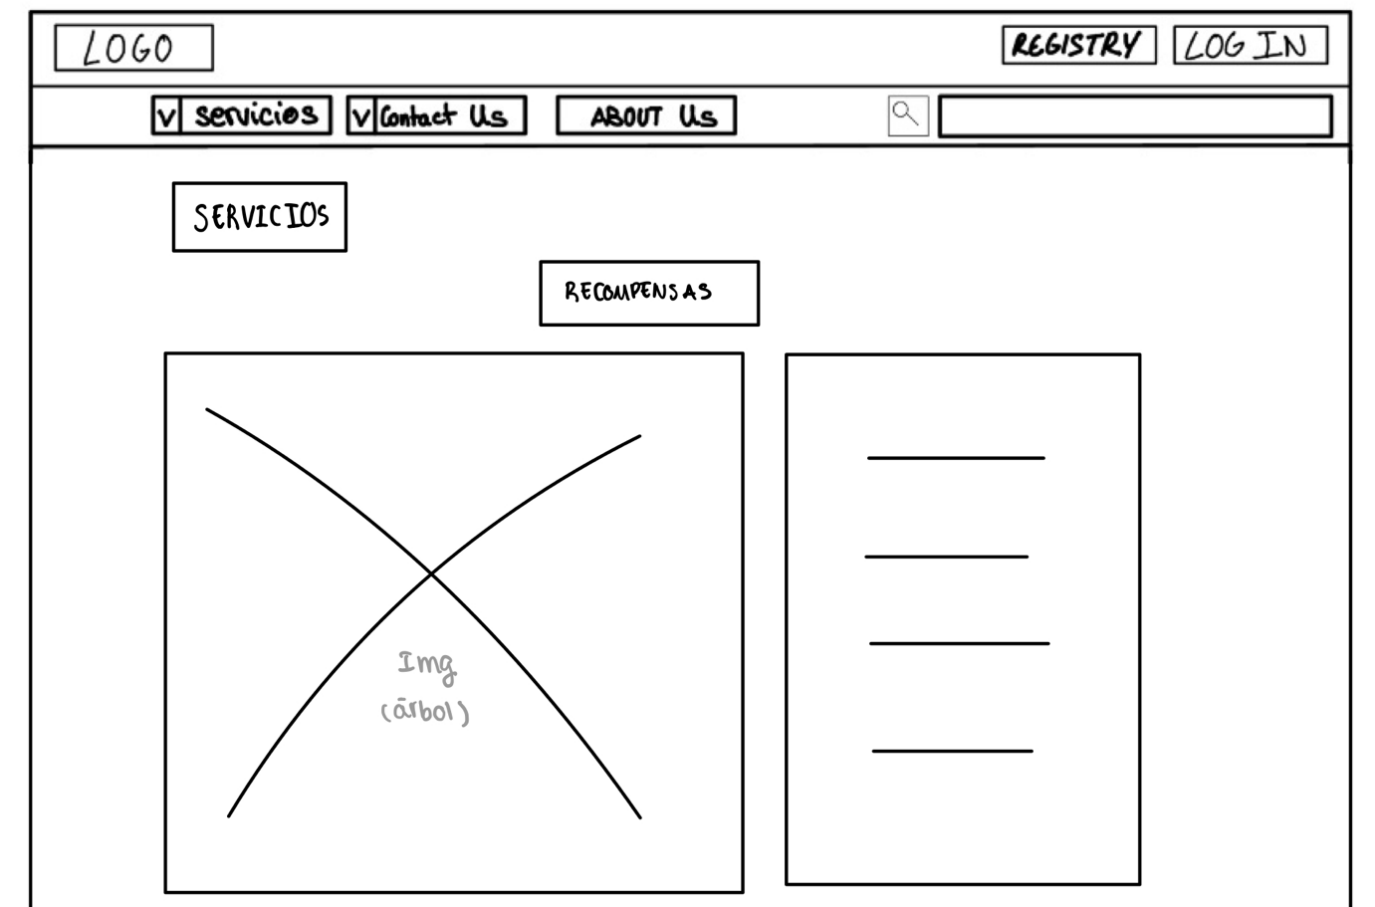 LOGO
REGISTRY
LOG IN
V servicios
V Contact Us
ABOUT Us
SERVICIOS
RECOMPENSAS
Img
(árbol)